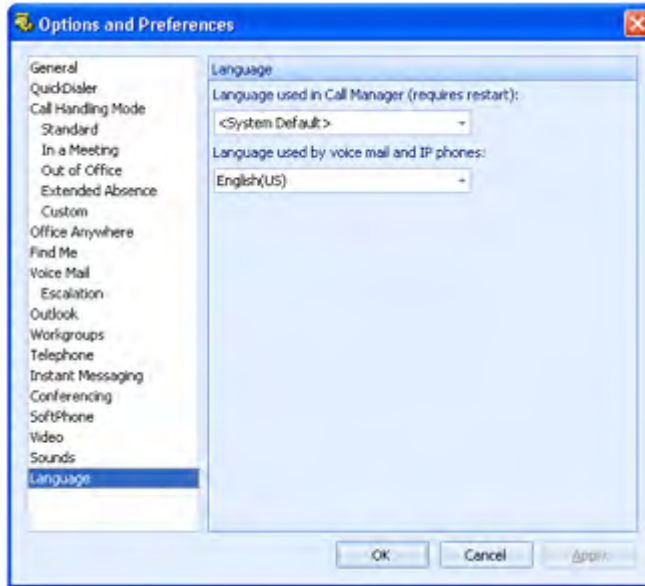 Options and Preferences
General
QuickDialer
Call Handling Mode
Standard
In a Meeting
Out of Office
Extended Absence
Custom
Office Anywhere
Find Me
Voice Mail
Escalation
Outlook
Workgroups
Telephone
Instant Messaging
Conferencing
SoftPhone
Video
Sounds
Language
Language
Language used in Call Manager (requires restart):
<System Default>
Language used by voice mail and IP phones:
English(US)
OK
Cancel
Apply